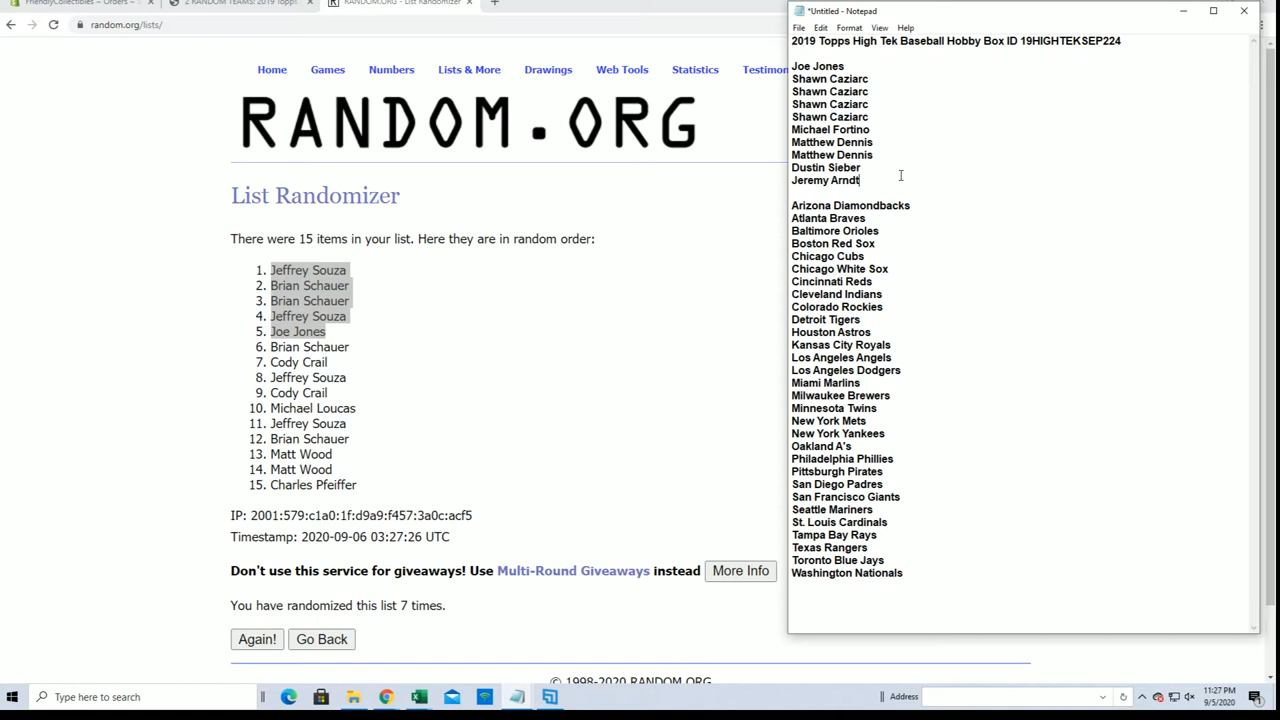 FriendlyCollectibles ~ Orders ~
2 RANDOM TEAMS: 2019 Topps
RANDOM.ORG - List Randomizer
random.org/lists/
Home Games Numbers Lists & More Drawings Web Tools Statistics Testimon
RANDOM.ORG
List Randomizer
There were 15 items in your list. Here they are in random order:
1. Jeffrey Souza
2. Brian Schauer
3. Brian Schauer
4. Jeffrey Souza
5. Joe Jones
6. Brian Schauer
7. Cody Crail
8. Jeffrey Souza
9. Cody Crail
10. Michael Loucas
11. Jeffrey Souza
12. Brian Schauer
13. Matt Wood
14. Matt Wood
15. Charles Pfeiffer
IP: 2001:579:c1a0:1f:d9a9:f457:3a0c:acf5
Timestamp: 2020-09-06 03:27:26 UTC
Don't use this service for giveaways! Use Multi-Round Giveaways instead More Info
You have randomized this list 7 times.
Again! Go Back
© 1998-2020 RANDOM.ORG
*Untitled - Notepad
File Edit Format View Help
2019 Topps High Tek Baseball Hobby Box ID 19HIGHTEKSEP224
Joe Jones
Shawn Caziarc
Shawn Caziarc
Shawn Caziarc
Shawn Caziarc
Michael Fortino
Matthew Dennis
Matthew Dennis
Dustin Sieber
Jeremy Arndt
Arizona Diamondbacks
Atlanta Braves
Baltimore Orioles
Boston Red Sox
Chicago Cubs
Chicago White Sox
Cincinnati Reds
Cleveland Indians
Colorado Rockies
Detroit Tigers
Houston Astros
Kansas City Royals
Los Angeles Angels
Los Angeles Dodgers
Miami Marlins
Milwaukee Brewers
Minnesota Twins
New York Mets
New York Yankees
Oakland A's
Philadelphia Phillies
Pittsburgh Pirates
San Diego Padres
San Francisco Giants
Seattle Mariners
St. Louis Cardinals
Tampa Bay Rays
Texas Rangers
Toronto Blue Jays
Washington Nationals
Type here to search
Address
11:27 PM
9/5/2020